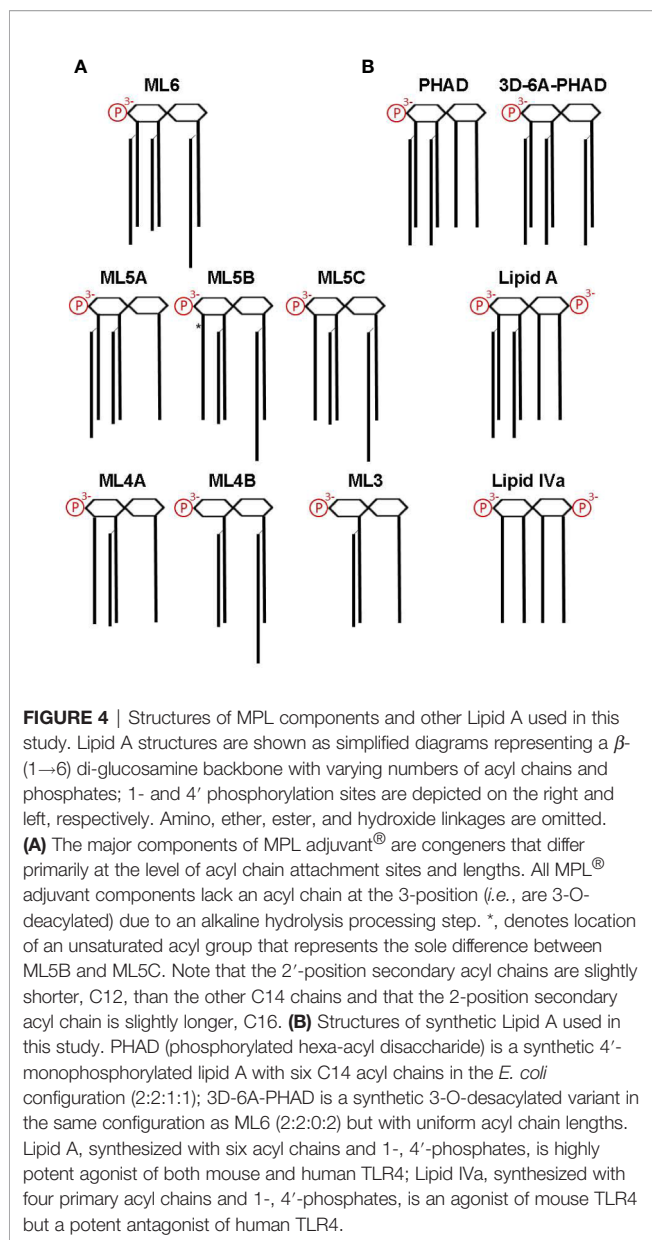 A
B
ML6
PHAD
3D-6A-PHAD
P 3-
P 3-
P 3-
ML5A
ML5B
ML5C
Lipid A
P 3-
P 3-
*
P 3-
P 3-
P 3-
ML4A
ML4B
ML3
Lipid IVa
P 3-
P 3-
P 3-
P 3-
P 3-
FIGURE 4 | Structures of MPL components and other Lipid A used in this
study. Lipid A structures are shown as simplified diagrams representing a β-
(1→6) di-glucosamine backbone with varying numbers of acyl chains and
phosphates; 1- and 4′ phosphorylation sites are depicted on the right and
left, respectively. Amino, ether, ester, and hydroxide linkages are omitted.
(A) The major components of MPL adjuvant® are congeners that differ
primarily at the level of acyl chain attachment sites and lengths. All MPL®
adjuvant components lack an acyl chain at the 3-position (i.e., are 3-O-
deacylated) due to an alkaline hydrolysis processing step. *, denotes location
of an unsaturated acyl group that represents the sole difference between
ML5B and ML5C. Note that the 2′-position secondary acyl chains are slightly
shorter, C12, than the other C14 chains and that the 2-position secondary
acyl chain is slightly longer, C16. (B) Structures of synthetic Lipid A used in
this study. PHAD (phosphorylated hexa-acyl disaccharide) is a synthetic 4′-
monophosphorylated lipid A with six C14 acyl chains in the E. coli
configuration (2:2:1:1); 3D-6A-PHAD is a synthetic 3-O-desacylated variant in
the same configuration as ML6 (2:2:0:2) but with uniform acyl chain lengths.
Lipid A, synthesized with six acyl chains and 1-, 4′-phosphates, is highly
potent agonist of both mouse and human TLR4; Lipid IVa, synthesized with
four primary acyl chains and 1-, 4′-phosphates, is an agonist of mouse TLR4
but a potent antagonist of human TLR4.